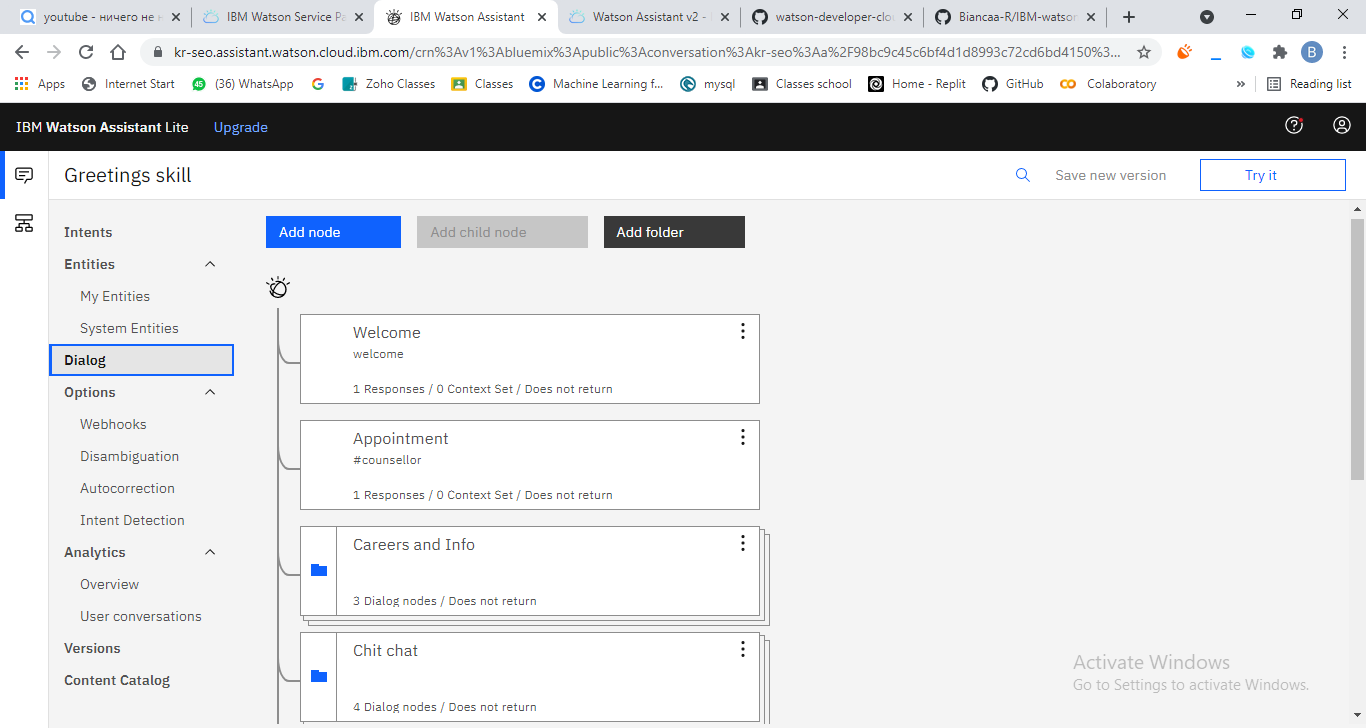 youtube - ничего не н
IBM Watson Service Pa
IBM Watson Assistant
Watson Assistant v2 -
watson-developer-clou
Biancaa-R/IBM-watson
kr-seo.assistant.watson.cloud.ibm.com/crn%3Av1%3Abluemix%3Apublic%3Aconversation%3Akr-seo%3Aa%2F98bc9c45c6bf4d1d8993c72cd6bd4150%3...
B
Apps
Internet Start
45
(36) WhatsApp
Zoho Classes
Classes
Machine Learning f...
mysql
Classes school
Home - Replit
GitHub
Colaboratory
»
Reading list
IBM Watson Assistant Lite
Upgrade
Greetings skill
Save new version
Try it
Intents
Entities
My Entities
System Entities
Dialog
Options
Webhooks
Disambiguation
Autocorrection
Intent Detection
Analytics
Overview
User conversations
Versions
Content Catalog
Add node
Add child node
Add folder
Welcome
welcome
1 Responses / 0 Context Set / Does not return
Appointment
#counsellor
1 Responses / 0 Context Set / Does not return
Careers and Info
3 Dialog nodes / Does not return
Chit chat
4 Dialog nodes / Does not return
Activate Windows
Go to Settings to activate Windows.